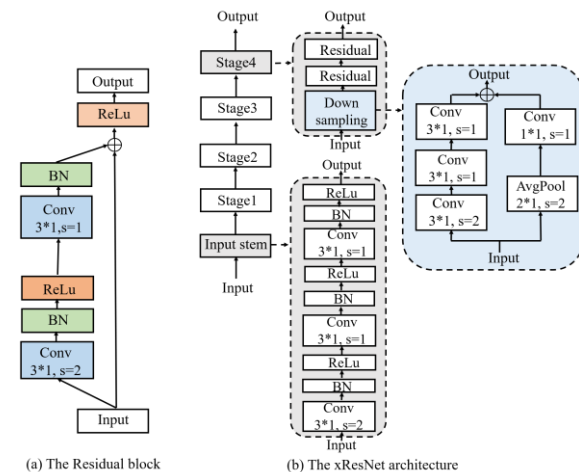 Output
ReLu
BN
Conv
3*1,s=1
ReLu
BN
Conv
3*1, s=2
Input
(a) The Residual block
Output
Stage4
Stage3
Stage2
Stage1
Input stem
Input
Output
Residual
Residual
Down
sampling
Input
Output
ReLu
BN
Conv
3*1, s=1
ReLu
BN
Conv
3*1, s=1
ReLu
BN
Conv
3*1, s=2
Input
Output
Conv
3*1, s=1
Conv
3*1, s=1
Conv
3*1, s=2
Conv
1*1, s=1
AvgPool
2*1, s=2
Input
(b) The xResNet architecture